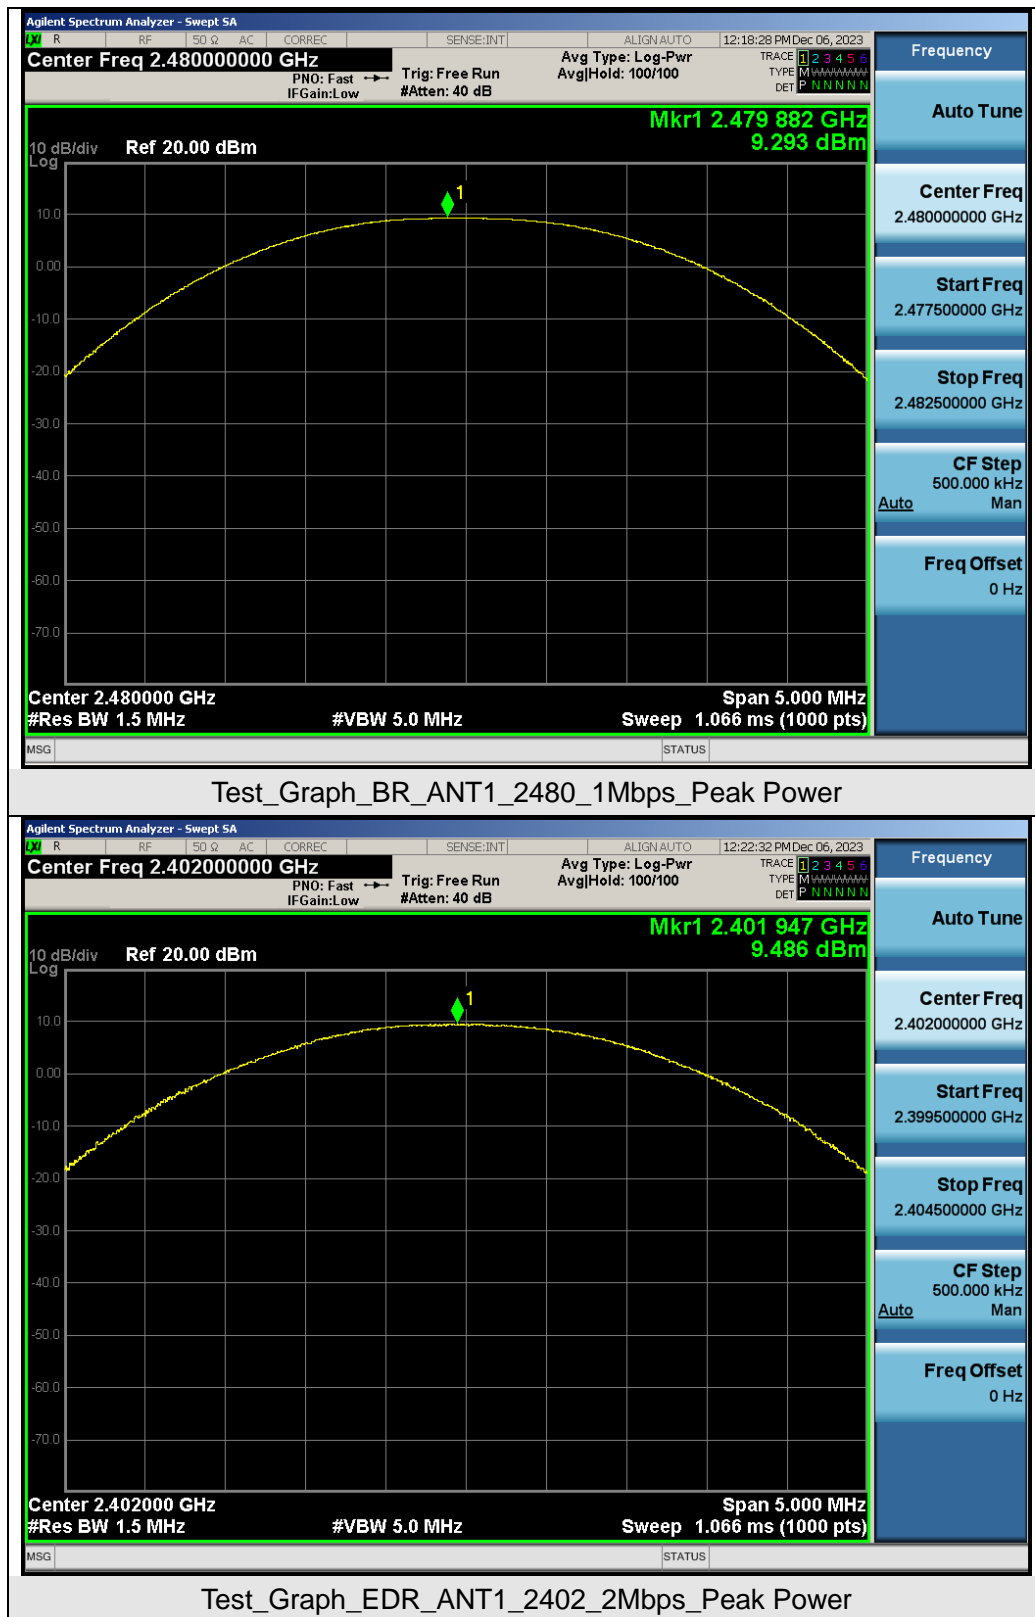 Agilent Spectrum Analyzer - Swept SA
LXI R RF 50 Ω AC CORREC SENSE:INT ALIGN AUTO 12:18:28 PM Dec 06, 2023
Center Freq 2.480000000 GHz Avg Type: Log-Pwr TRACE 1 2 3 4 5 6
PNO: Fast Trig: Free Run Avg|Hold: 100/100 TYPE M WWWWW
IFGain:Low #Atten: 40 dB DET P N N N N N
Mkr1 2.479 882 GHz
9.293 dBm
10 dB/div Ref 20.00 dBm
Log
1
10.0
0.00
-10.0
-20.0
-30.0
-40.0
-50.0
-60.0
-70.0
Center 2.480000 GHz Span 5.000 MHz
#Res BW 1.5 MHz #VBW 5.0 MHz Sweep 1.066 ms (1000 pts)
MSG STATUS
Frequency
Auto Tune
Center Freq
2.480000000 GHz
Start Freq
2.477500000 GHz
Stop Freq
2.482500000 GHz
CF Step
500.000 kHz
Auto Man
Freq Offset
0 Hz
Test_Graph_BR_ANT1_2480_1Mbps_Peak Power
Agilent Spectrum Analyzer - Swept SA
LXI R RF 50 Ω AC CORREC SENSE:INT ALIGN AUTO 12:22:32 PM Dec 06, 2023
Center Freq 2.402000000 GHz Avg Type: Log-Pwr TRACE 1 2 3 4 5 6
PNO: Fast Trig: Free Run Avg|Hold: 100/100 TYPE M WWWWW
IFGain:Low #Atten: 40 dB DET P N N N N N
Mkr1 2.401 947 GHz
9.486 dBm
10 dB/div Ref 20.00 dBm
Log
1
10.0
0.00
-10.0
-20.0
-30.0
-40.0
-50.0
-60.0
-70.0
Center 2.402000 GHz Span 5.000 MHz
#Res BW 1.5 MHz #VBW 5.0 MHz Sweep 1.066 ms (1000 pts)
MSG STATUS
Frequency
Auto Tune
Center Freq
2.402000000 GHz
Start Freq
2.399500000 GHz
Stop Freq
2.404500000 GHz
CF Step
500.000 kHz
Auto Man
Freq Offset
0 Hz
Test_Graph_EDR_ANT1_2402_2Mbps_Peak Power